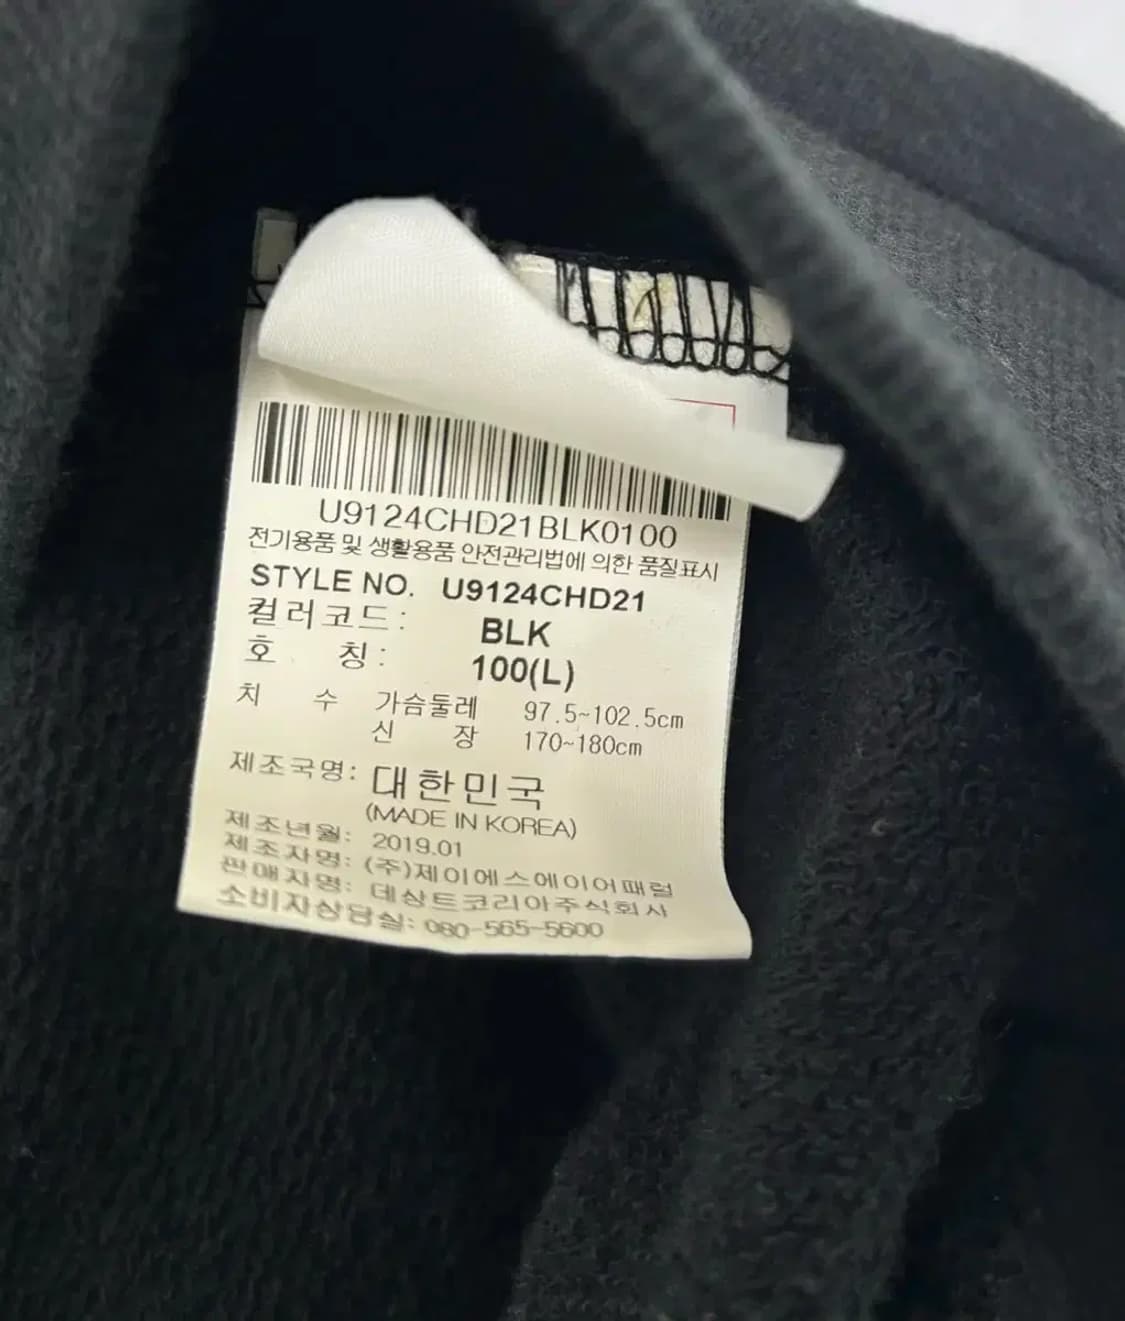 U9124CHD21BLK0100
전기용품 및 생활용품 안전관리법에 의한 품질표시
STYLE NO. U9124CHD21
컬러코드: BLK
호 칭: 100(L)
치 수 가슴둘레 97.5~102.5cm
신 장 170~180cm
제조국명: 대한민국
(MADE IN KOREA)
제조년월: 2019.01
제조자명: (주)제이에스에이어패럴
판매자명: 데상트코리아주식회사
소비자상담실: 080-565-5600